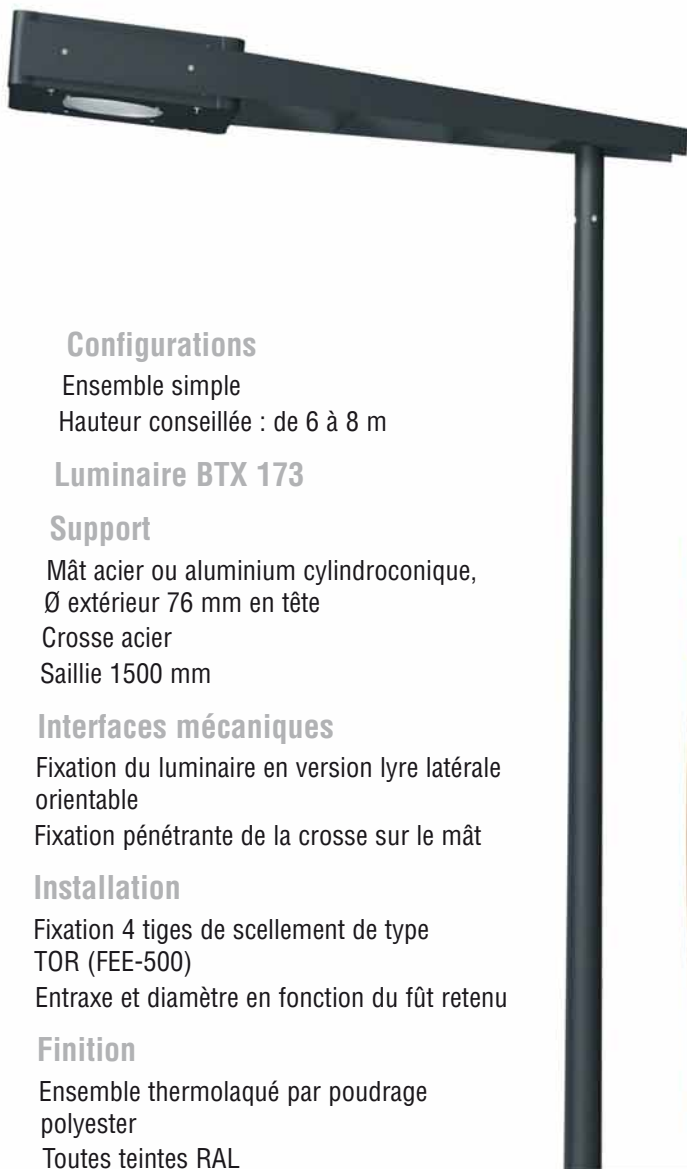 Configurations
Ensemble simple
Hauteur conseillée : de 6 à 8 m
Luminaire BTX 173
Support
Mât acier ou aluminium cylindroconique,
Ø extérieur 76 mm en tête
Crosse acier
Saillie 1500 mm
Interfaces mécaniques
Fixation du luminaire en version lyre latérale
orientable
Fixation pénétrante de la crosse sur le mât
Installation
Fixation 4 tiges de scellement de type
TOR (FEE-500)
Entraxe et diamètre en fonction du fût retenu
Finition
Ensemble thermolaqué par poudrage
polyester
Toutes teintes RAL